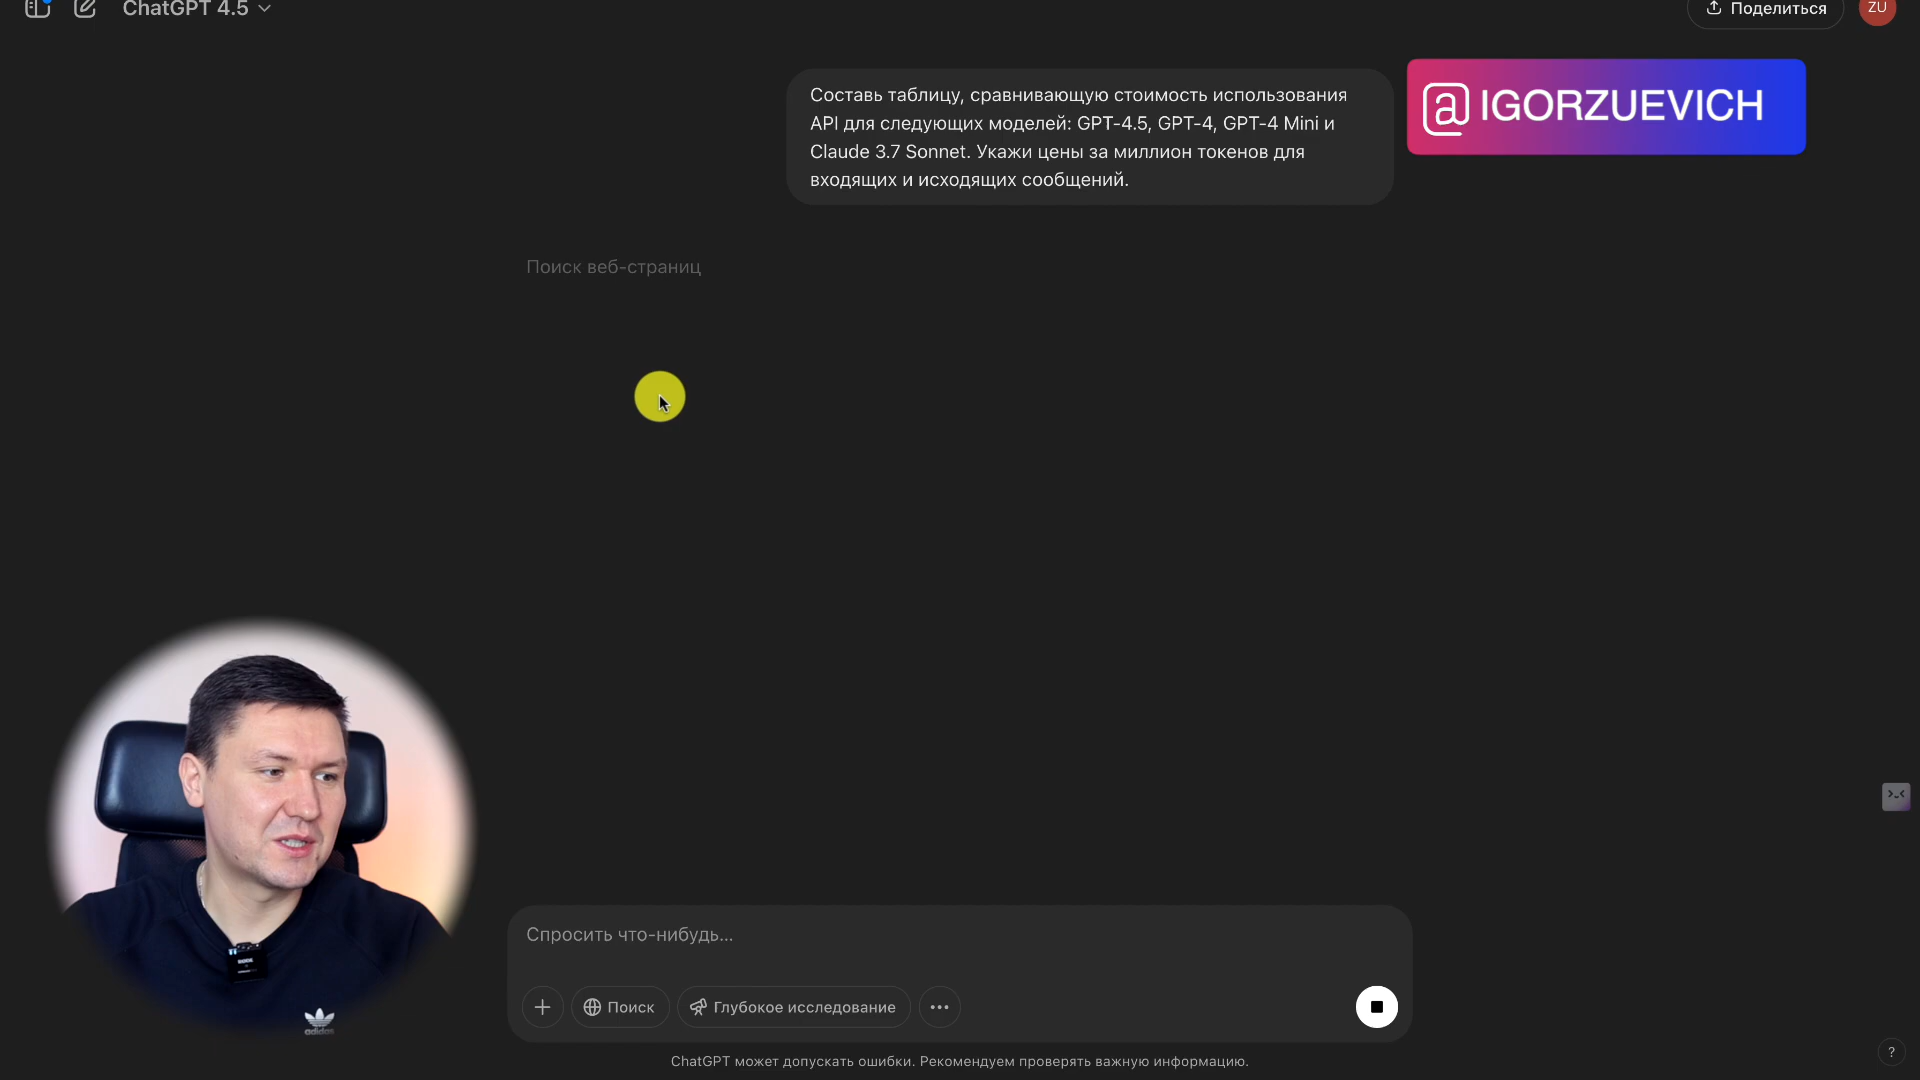 ChatGPT 4.5
Поделиться
ZU
Составь таблицу, сравнивающую стоимость использования
API для следующих моделей: GPT-4.5, GPT-4, GPT-4 Mini и
Claude 3.7 Sonnet. Укажи цены за миллион токенов для
входящих и исходящих сообщений.
@IGORZUEVICH
Поиск веб-страниц
adidas
Спросить что-нибудь...
Поиск
Глубокое исследование
ChatGPT может допускать ошибки. Рекомендуем проверять важную информацию.
?